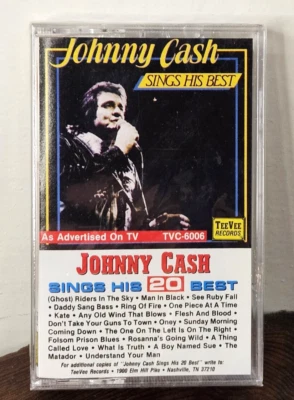 Johnny Cash
SINGS HIS BEST
TEEVEE
RECORDS
As Advertised On TV TVC-6006
JOHNNY CASH
SINGS HIS 20 BEST
(Ghost) Riders In The Sky • Man In Black • See Ruby Fall
• Daddy Sang Bass • Ring Of Fire • One Piece At A Time
• Kate • Any Old Wind That Blows • Flesh And Blood •
Don't Take Your Guns To Town • Oney • Sunday Morning
Coming Down • The One On The Left Is On The Right •
Folsom Prison Blues • Rosanna's Going Wild • A Thing
Called Love • What Is Truth • A Boy Named Sue • The
Matador • Understand Your Man
For additional copies of "Johnny Cash Sings His 20 Best" write to:
TeeVee Records • 1900 Elm Hill Pike • Nashville, TN 37210